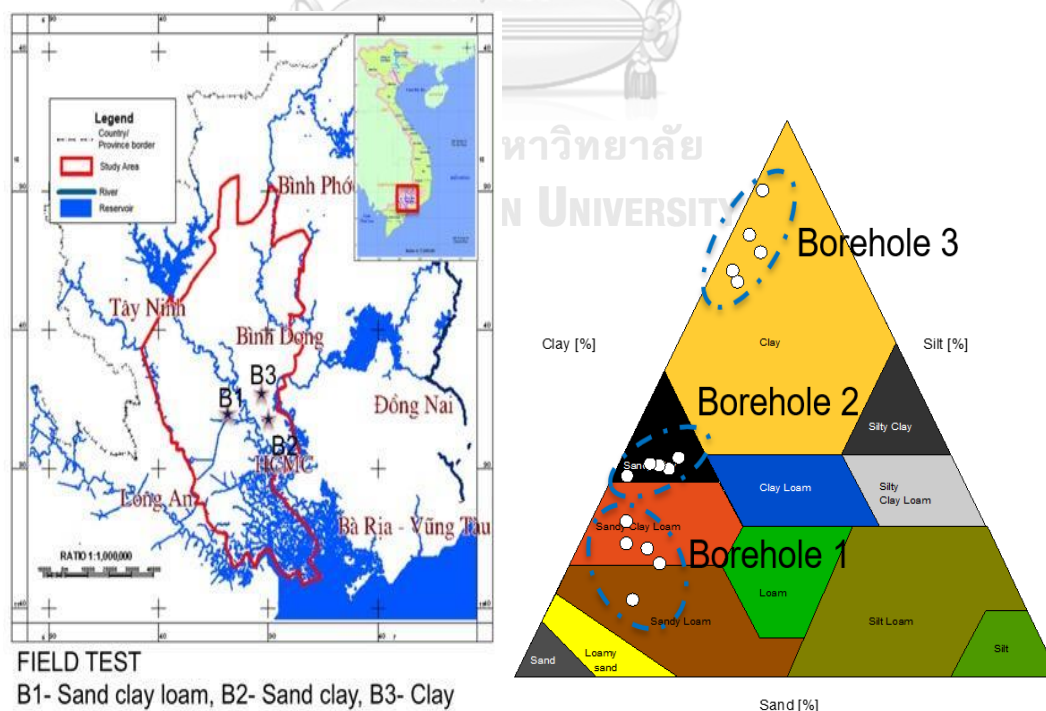 Legend
Country/
Province border
Study Area
River
Reservoir
Bình Phớ
Tây Ninh
Bình Dơng
B3
B1
B2
Đồng Nai
HCMC
Long An
Bà Rịa - Vũng Tàu
RATIO 1:1,000,000
FIELD TEST
B1- Sand clay loam, B2- Sand clay, B3- Clay
หาวิทยาลัย
N UNIVERSITY
Borehole 3
Clay [%]
Clay
Silt [%]
Borehole 2
Silty Clay
Sand
Clay Loam
Silty
Clay Loam
Sandy Clay Loam
Borehole 1
Loam
Sandy Loam
Silt Loam
Silt
Loamy
sand
Sand
Sand [%]